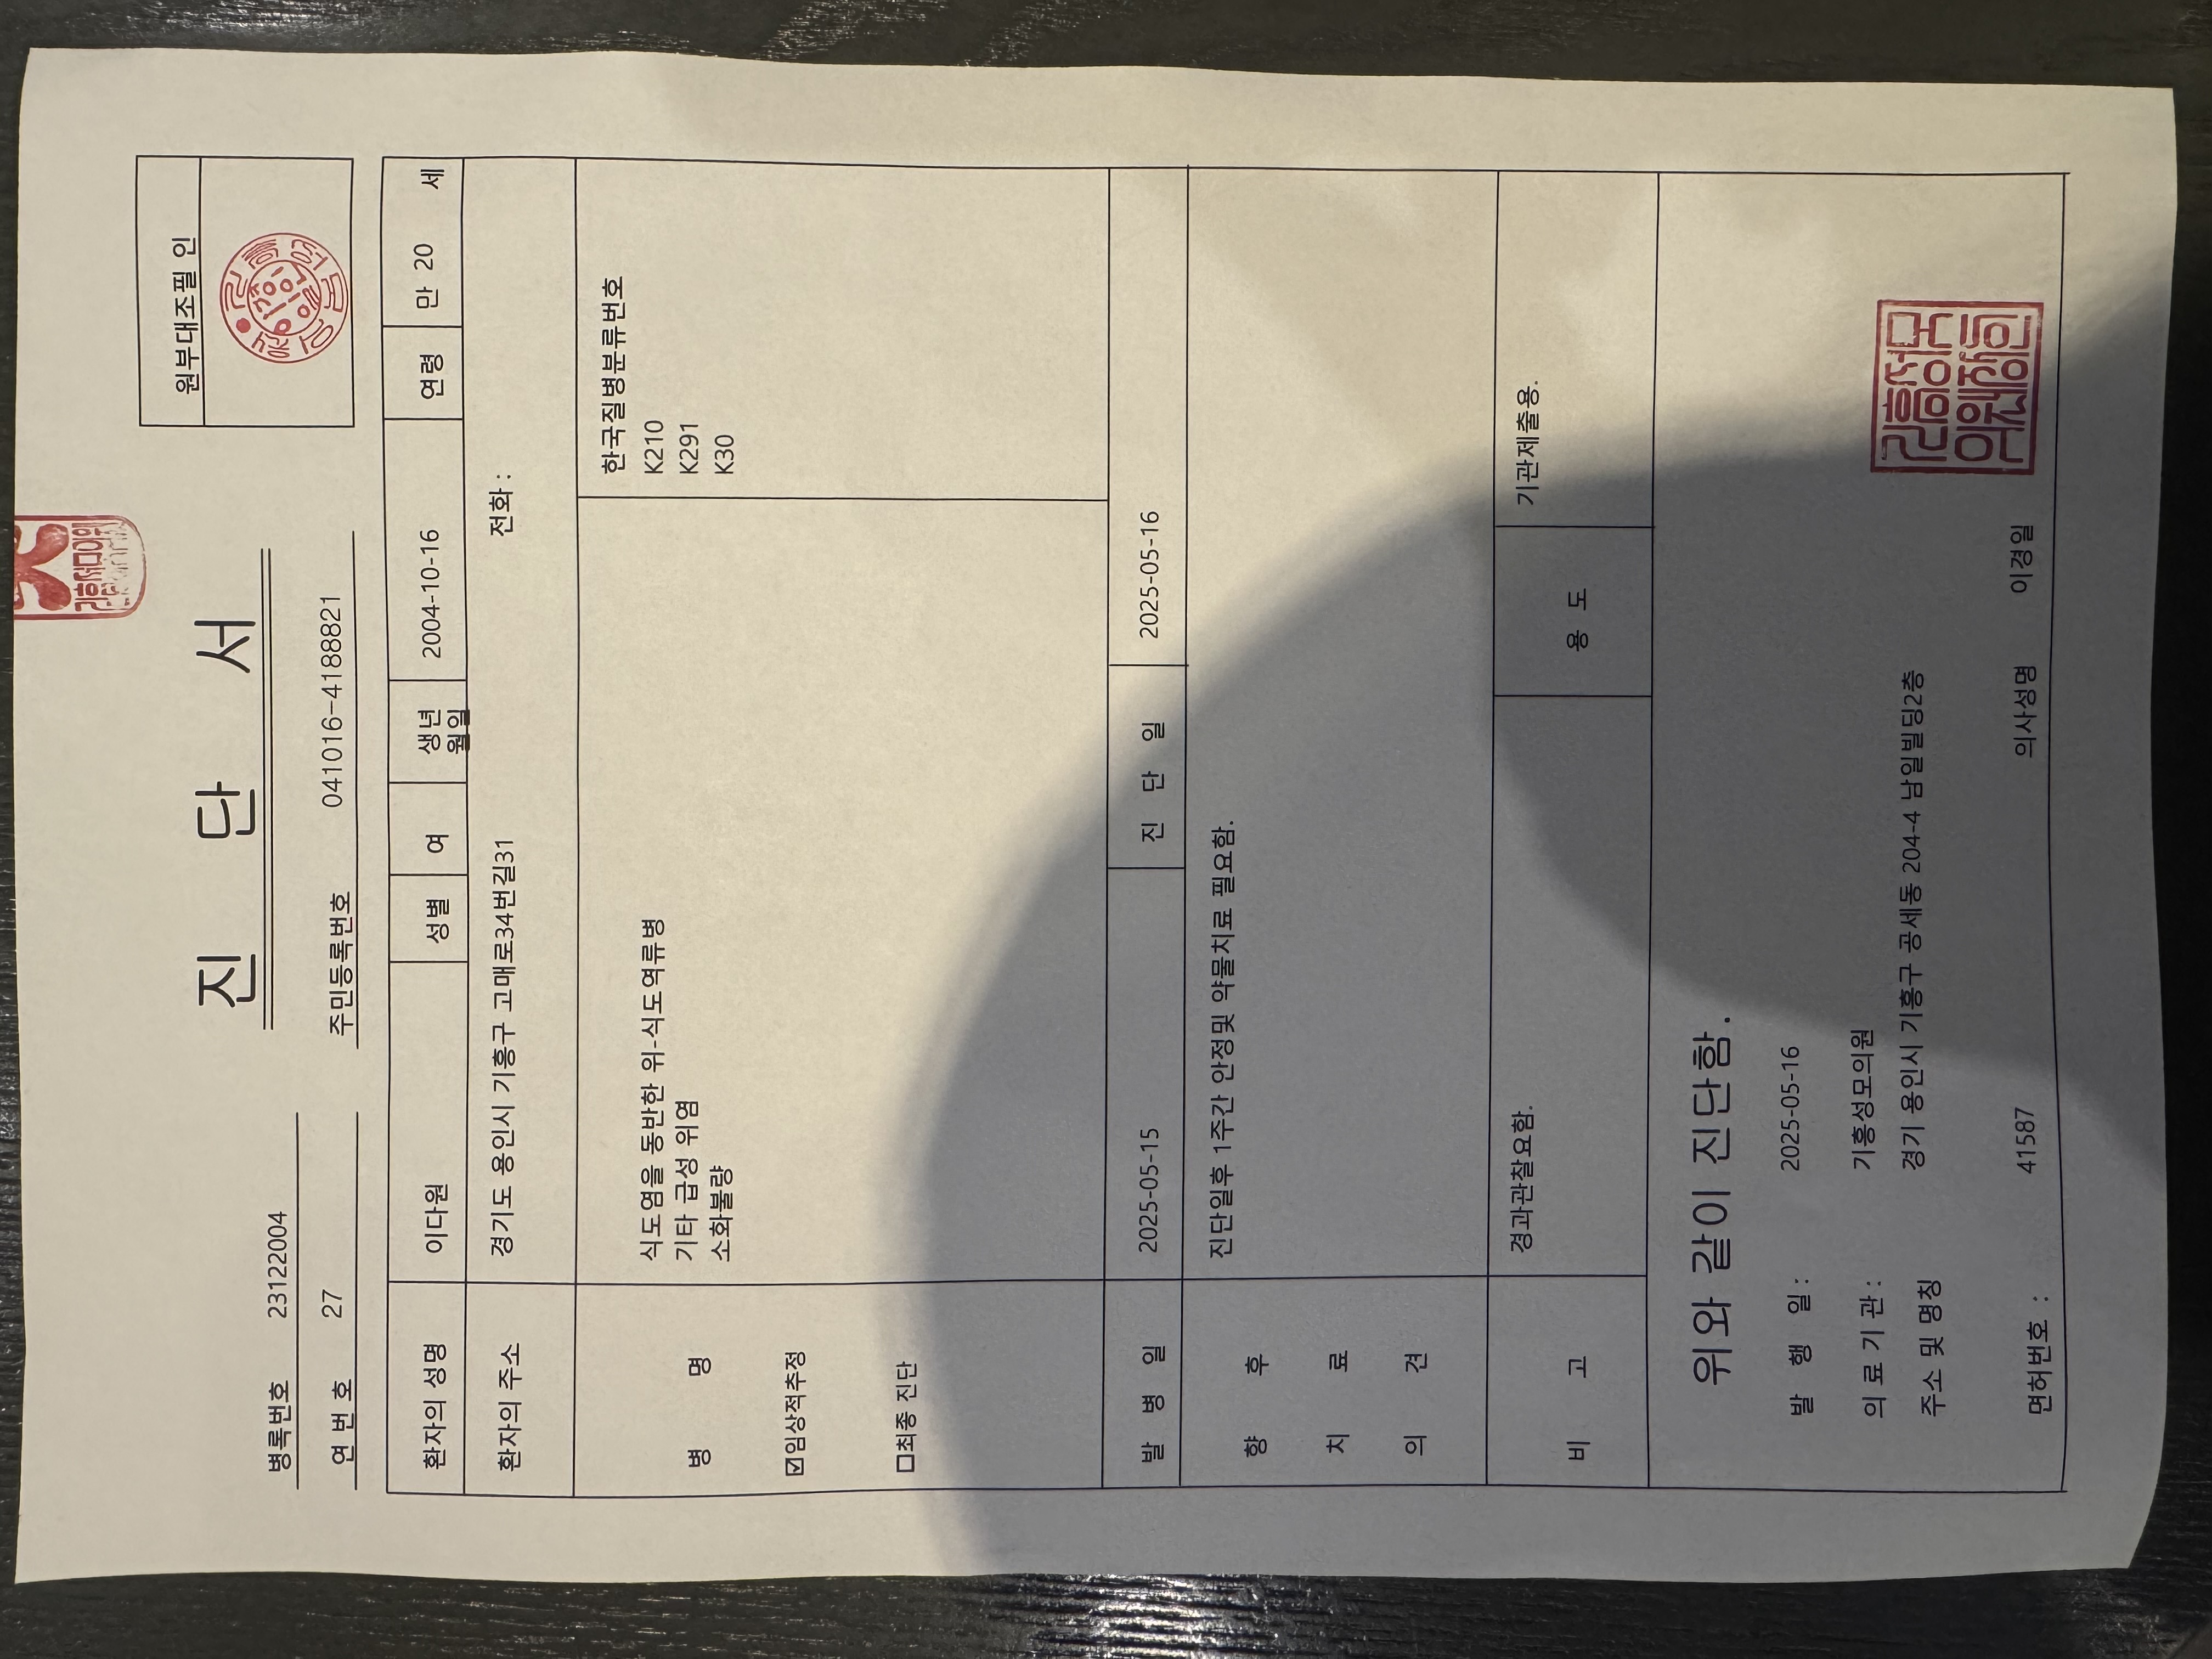 원부대조필 인
진 단 서
병록번호 23122004
연 번 호 27 주민등록번호 041016-4188821
환자의 성명 이다원 성별 여 생년월일 2004-10-16 연령 만 20 세
환자의 주소 경기도 용인시 기흥구 고매로34번길31 전화 :
병 명
☑임상적추정
□최종 진단
식도염을 동반한 위-식도역류병
기타 급성 위염
소화불량
한국질병분류번호
K210
K291
K30
발 병 일 2025-05-15 진 단 일 2025-05-16
향 후 치 료 의 견
진단일후 1주간 안정및 약물치료 필요함.
비 고 경과관찰요함. 용 도 기관제출용.
위와 같이 진단함.
발 행 일 : 2025-05-16
의 료 기 관 : 기흥성모의원
주소 및 명칭 경기 용인시 기흥구 공세동 204-4 남일빌딩2층
면허번호 : 41587 의사성명 이경일